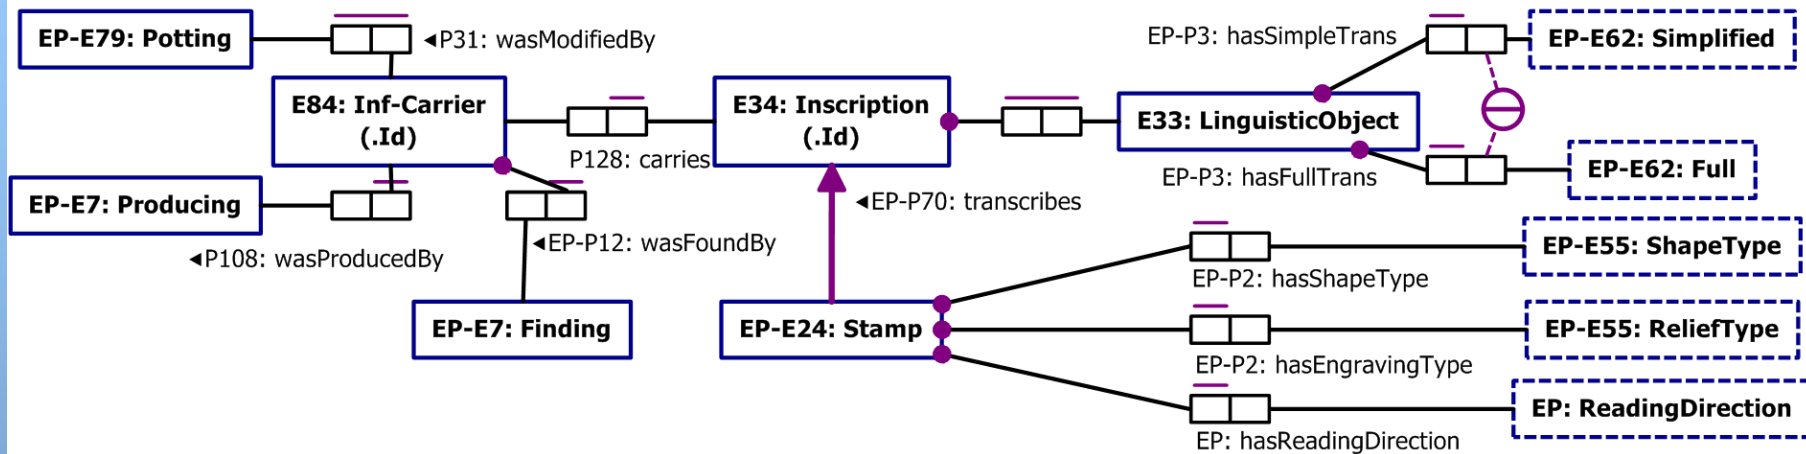 EP-E79: Potting
◄P31: wasModifiedBy
EP-P3: hasSimpleTrans
EP-E62: Simplified
E84: Inf-Carrier
(.Id)
P128: carries
E34: Inscription
(.Id)
E33: LinguisticObject
EP-P3: hasFullTrans
EP-E62: Full
EP-E7: Producing
◄P108: wasProducedBy
◄EP-P12: wasFoundBy
◄EP-P70: transcribes
EP-E7: Finding
EP-E24: Stamp
EP-P2: hasShapeType
EP-E55: ShapeType
EP-P2: hasEngravingType
EP-E55: ReliefType
EP: hasReadingDirection
EP: ReadingDirection